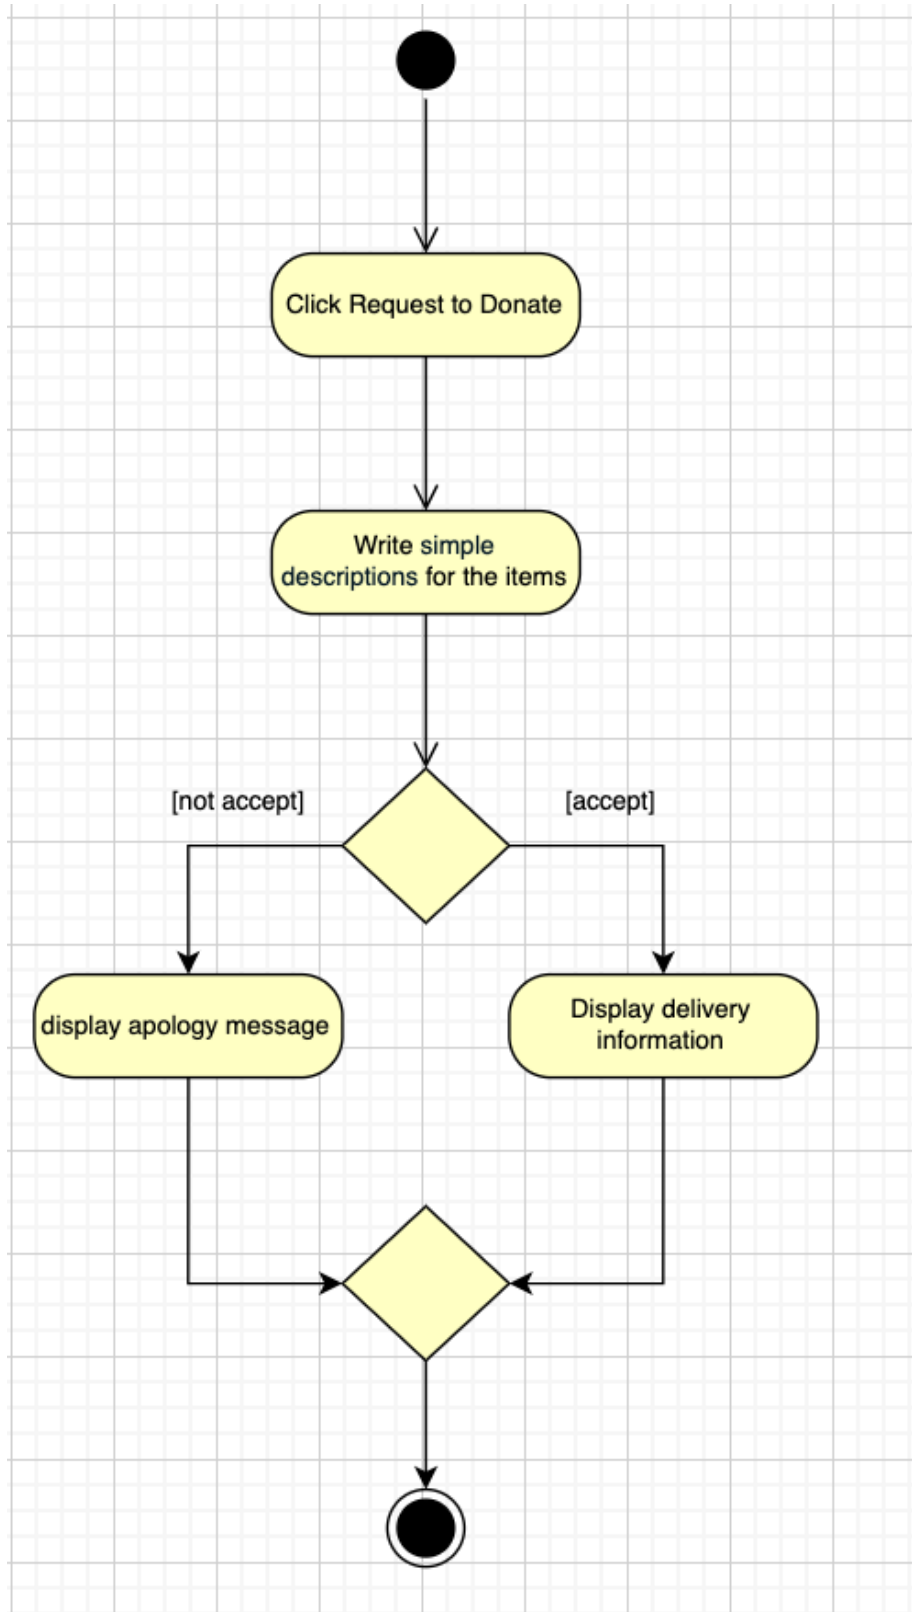 Click Request to Donate
Write simple
descriptions for the items
[not accept]
[accept]
display apology message
Display delivery
information